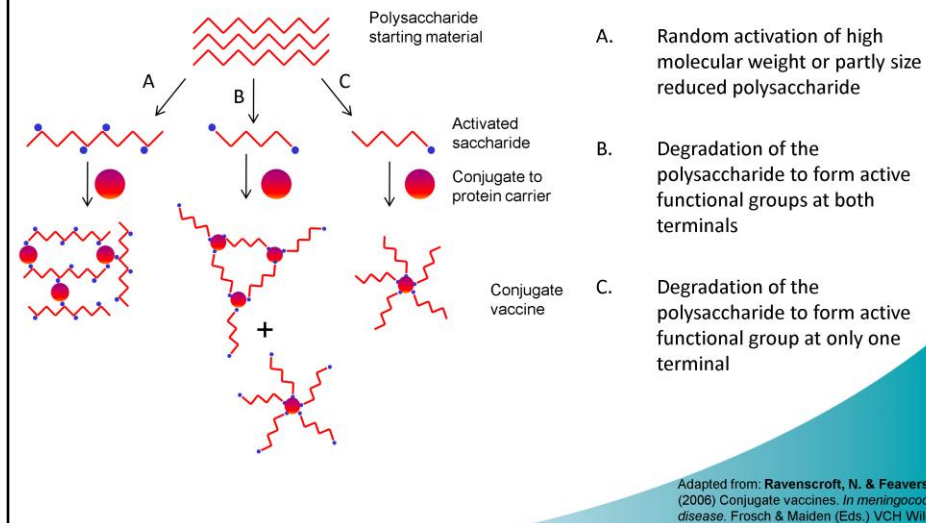 Polysaccharide
starting material
A
B
C
Activated
saccharide
Conjugate to
protein carrier
Conjugate
vaccine
+
A. Random activation of high
molecular weight or partly size
reduced polysaccharide
B. Degradation of the
polysaccharide to form active
functional groups at both
terminals
C. Degradation of the
polysaccharide to form active
functional group at only one
terminal
Adapted from: Ravenscroft, N. & Feavers
(2006) Conjugate vaccines. In
disease. Frosch & Maiden (Eds.) VCH